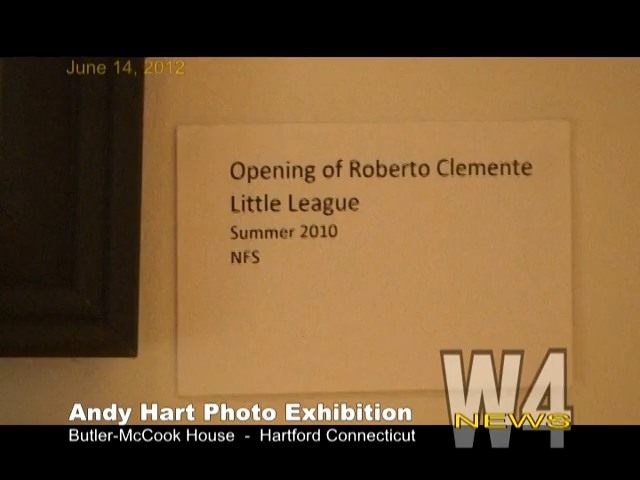 June 14, 2012
Opening of Roberto Clemente
Little League
Summer 2010
NFS
W4
NEWS
Andy Hart Photo Exhibition
Butler-McCook House - Hartford Connecticut